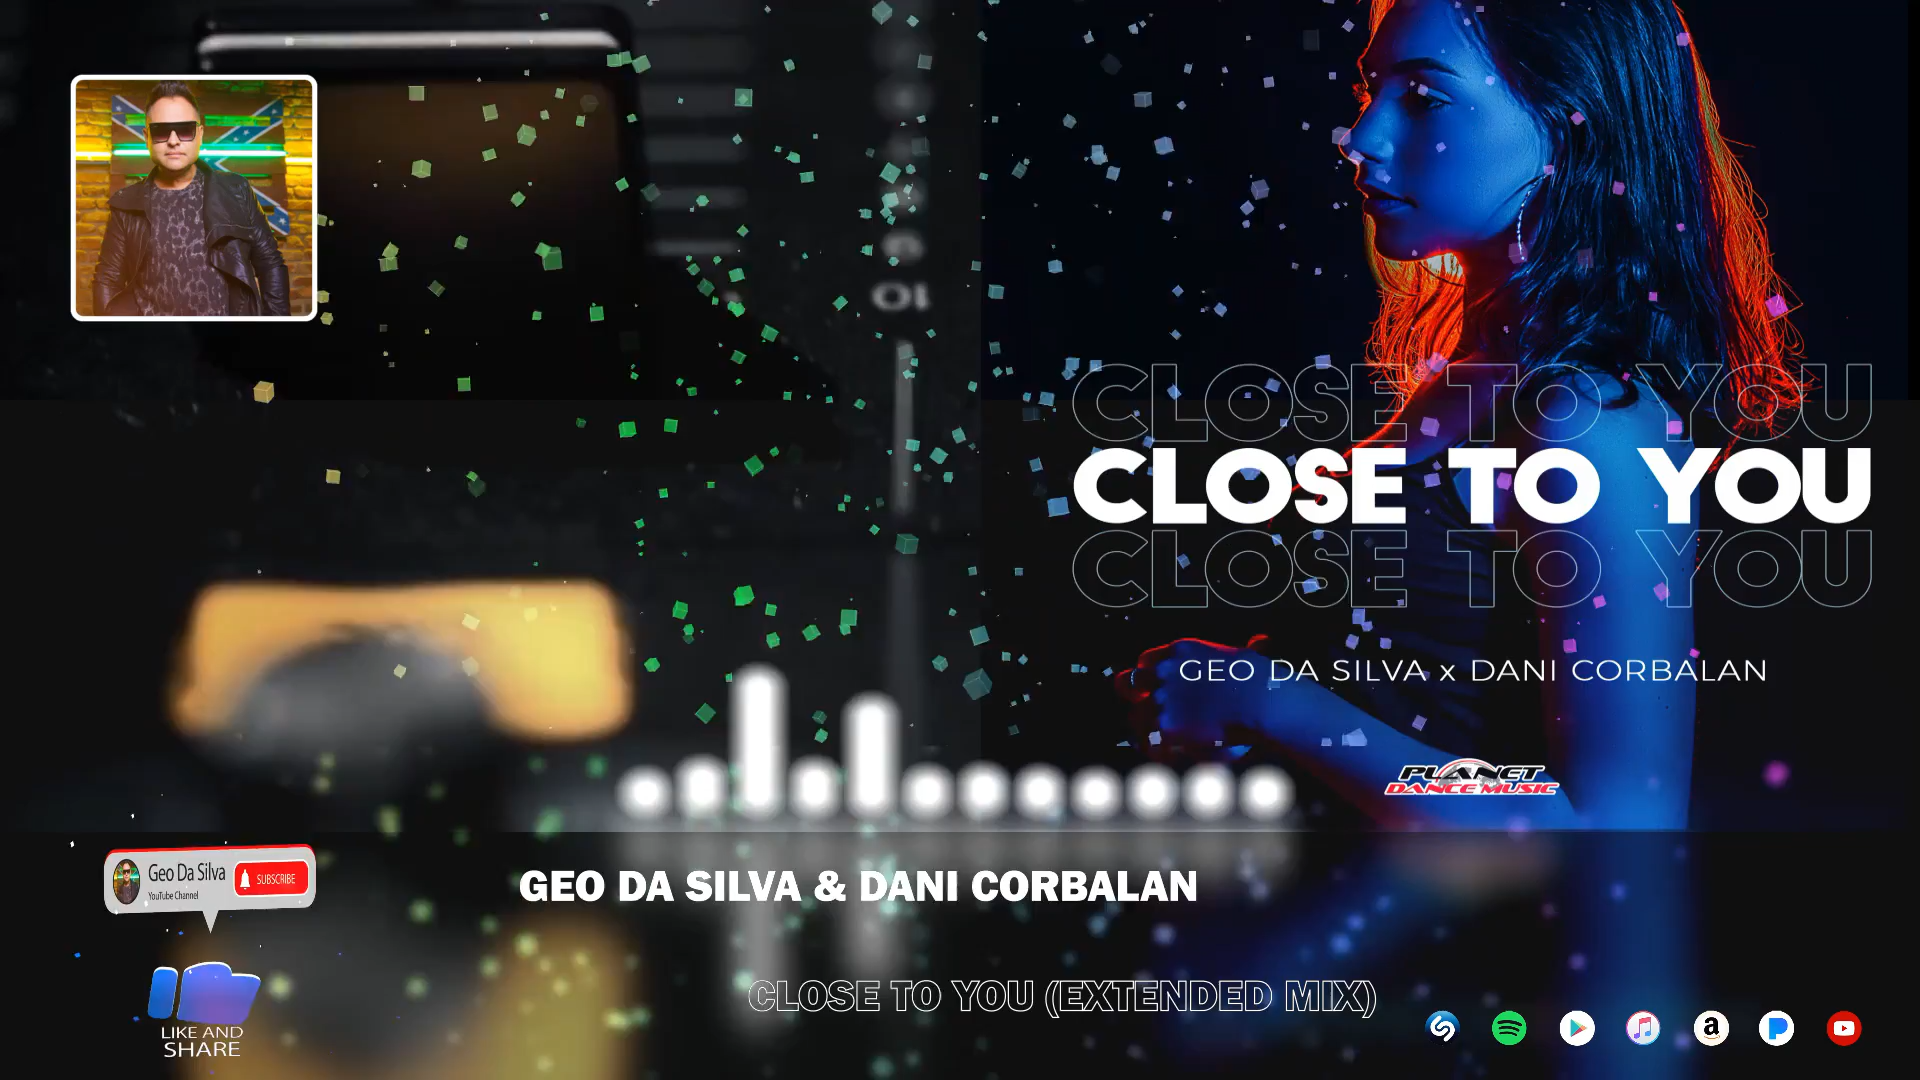 CLOSE TO YOU
CLOSE TO YOU
CLOSE TO YOU
GEO DA SILVA x DANI CORBALAN
PLANET
DANCE MUSIC
Geo Da Silva
YouTube Channel
SUBSCRIBE
GEO DA SILVA & DANI CORBALAN
CLOSE TO YOU (EXTENDED MIX)
LIKE AND
SHARE